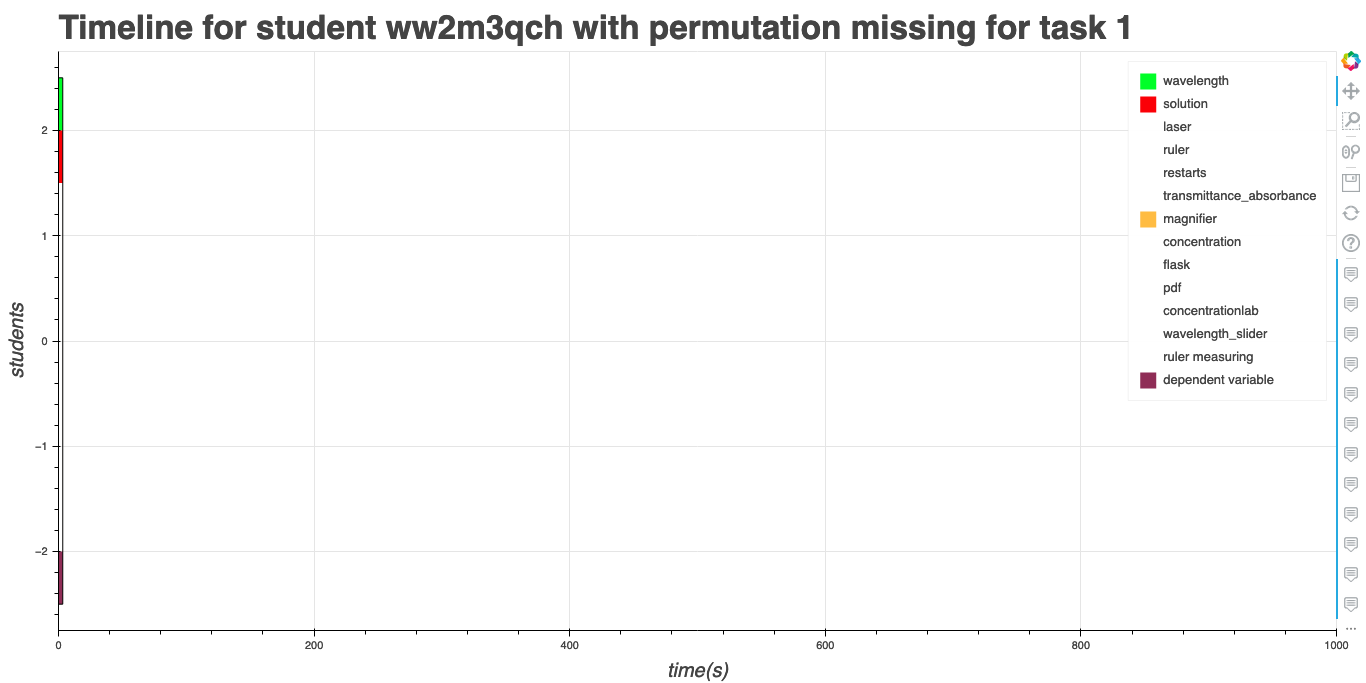 Timeline for student ww2m3qch with permutation missing for task 1
wavelength
solution
laser
ruler
restarts
transmittance_absorbance
magnifier
concentration
flask
pdf
concentrationlab
wavelength_slider
ruler measuring
dependent variable
students
2
1
0
−1
−2
0
200
400
600
800
1000
time(s)